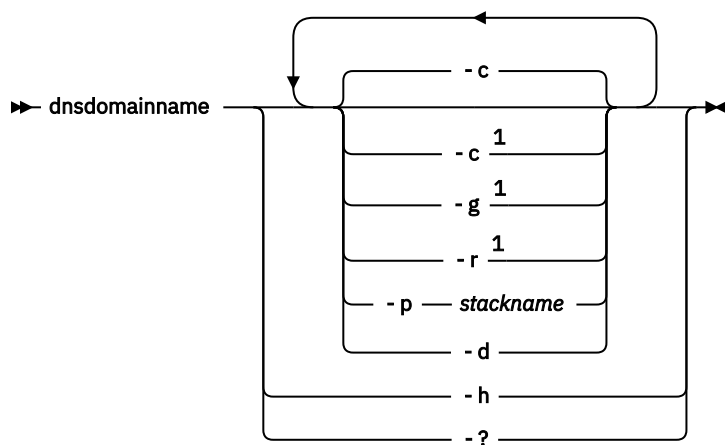 - c
dnsdomainname
- c 1
- g 1
- r 1
- p stackname
- d
- h
- ?